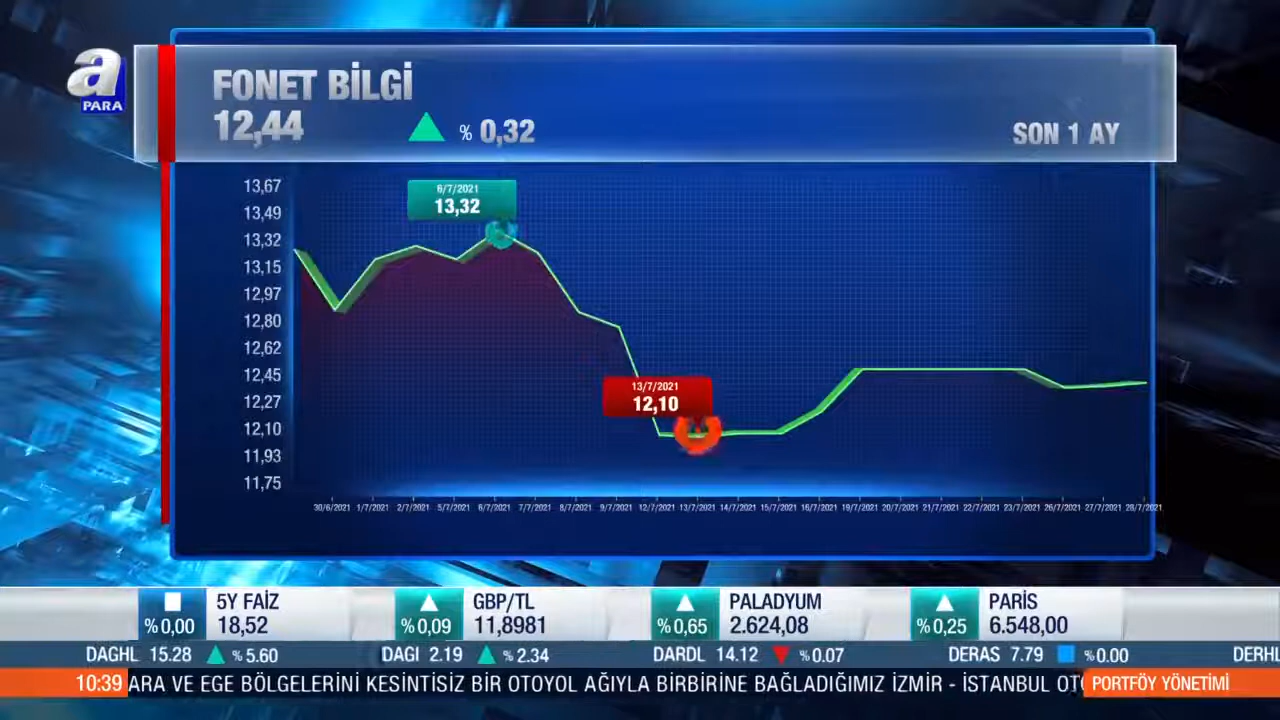 a
PARA
FONET BİLGİ
12,44 % 0,32
SON 1 AY
13,67
13,49
13,32
13,15
12,97
12,80
12,62
12,45
12,27
12,10
11,93
11,75
6/7/2021
13,32
13/7/2021
12,10
30/6/2021 1/7/2021 2/7/2021 5/7/2021 6/7/2021 7/7/2021 8/7/2021 9/7/2021 12/7/2021 13/7/2021 14/7/2021 15/7/2021 16/7/2021 19/7/2021 20/7/2021 21/7/2021 22/7/2021 23/7/2021 26/7/2021 27/7/2021 28/7/2021
5Y FAİZ GBP/TL PALADYUM PARİS
% 0,00 18,52 % 0,09 11,8981 % 0,65 2.624,08 % 0,25 6.548,00
DAGHL 15.28 % 5.60 DAGI 2.19 % 2.34 DARDL 14.12 % 0.07 DERAS 7.79 % 0.00 DERHL
10:39 ARA VE EGE BÖLGELERİNİ KESİNTİSİZ BİR OTOYOL AĞIYLA BİRBİRİNE BAĞLADIĞIMIZ İZMİR - İSTANBUL OTO PORTFÖY YÖNETİMİ